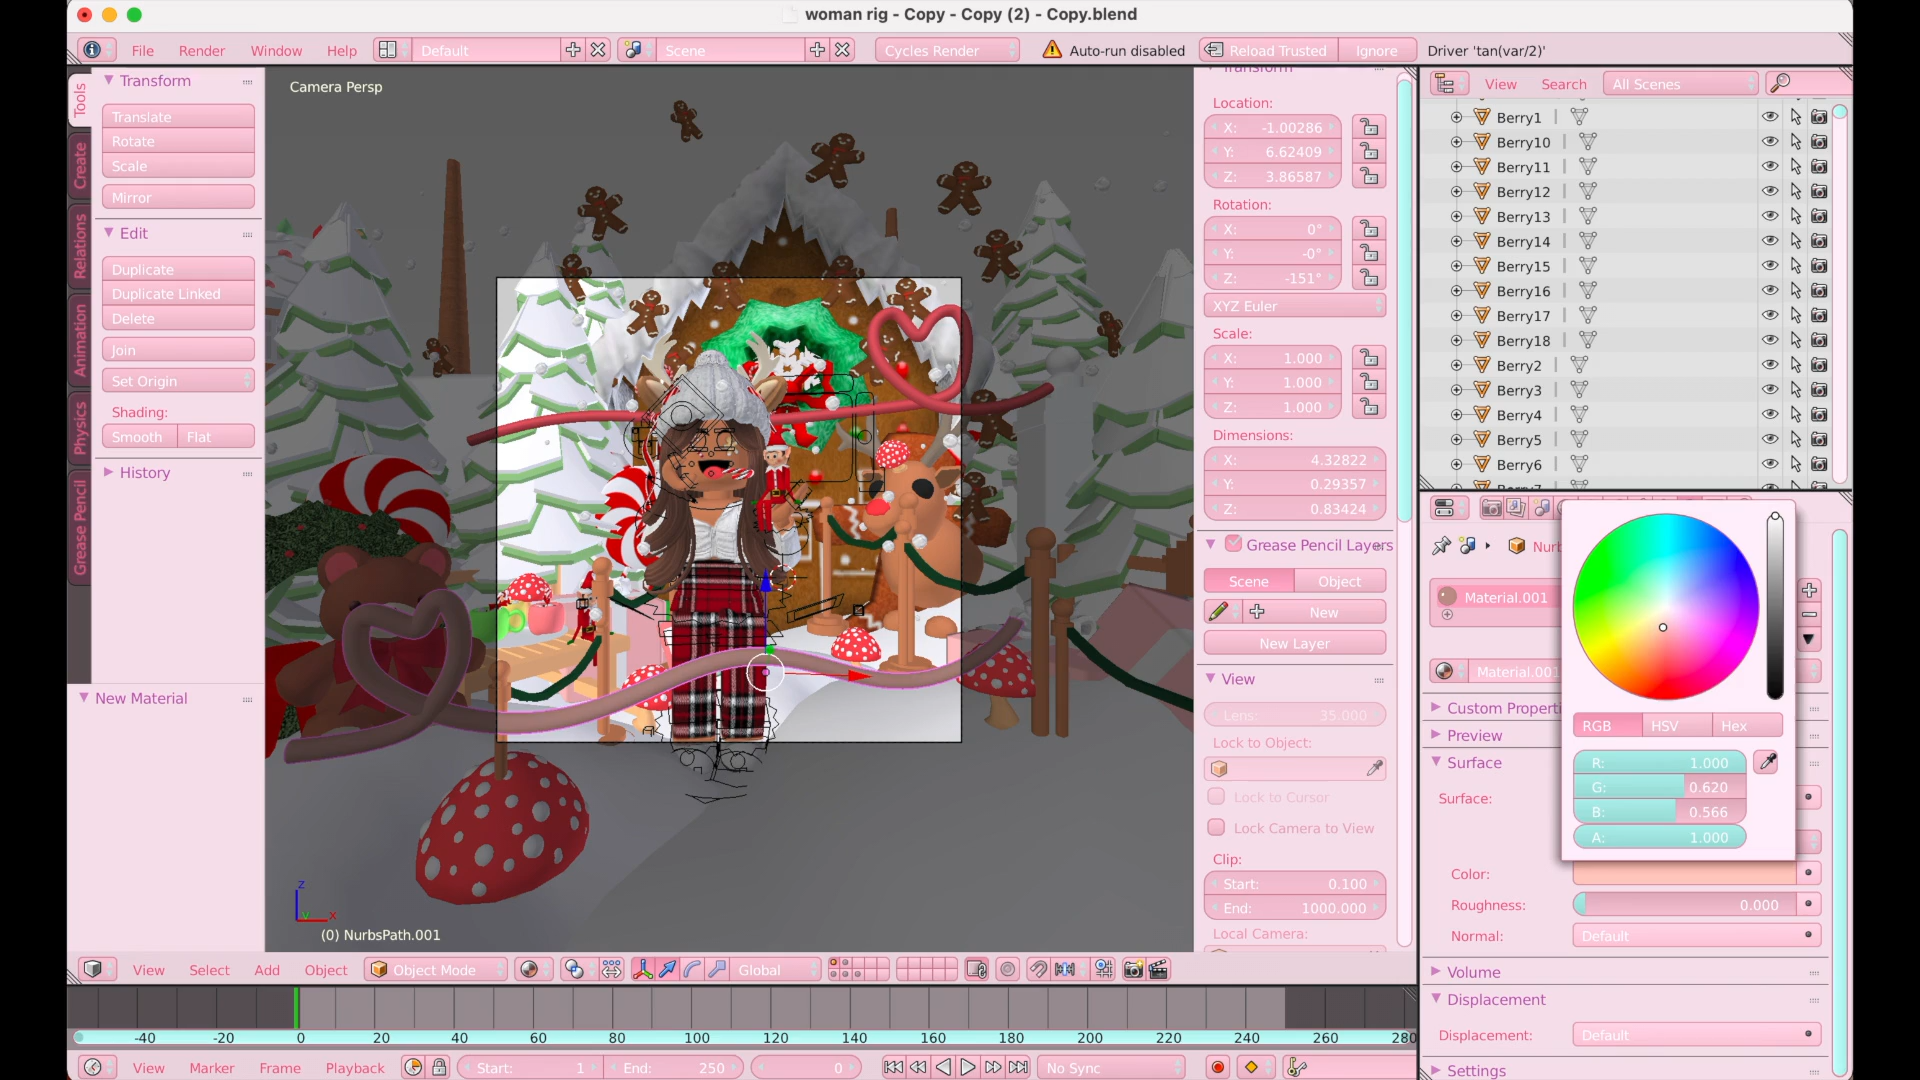 woman rig - Copy - Copy (2) - Copy.blend
File Render Window Help Default Scene Cycles Render Auto-run disabled Reload Trusted Ignore Driver 'tan(var/2)'
Tools
Create
Relations
Animation
Physics
Grease Pencil
Transform
Translate
Rotate
Scale
Mirror
Edit
Duplicate
Duplicate Linked
Delete
Join
Set Origin
Shading:
Smooth Flat
History
New Material
Camera Persp
(0) NurbsPath.001
Z
Y
X
Transform
Location:
X: -1.00286
Y: 6.62409
Z: 3.86587
Rotation:
X: 0°
Y: -0°
Z: -151°
XYZ Euler
Scale:
X: 1.000
Y: 1.000
Z: 1.000
Dimensions:
X: 4.32822
Y: 0.29357
Z: 0.83424
Grease Pencil Layers
Scene Object
New
New Layer
View
Lens: 35.000
Lock to Object:
Lock to Cursor
Lock Camera to View
Clip:
Start: 0.100
End: 1000.000
Local Camera:
View Search All Scenes
Berry1
Berry10
Berry11
Berry12
Berry13
Berry14
Berry15
Berry16
Berry17
Berry18
Berry2
Berry3
Berry4
Berry5
Berry6
Berry7
Nurb
Material.001
Material.001
Custom Properti
Preview
Surface
Surface:
RGB HSV Hex
R: 1.000
G: 0.620
B: 0.566
A: 1.000
Color:
Roughness: 0.000
Normal: Default
Volume
Displacement
Displacement: Default
Settings
View Select Add Object Object Mode Global
-40 -20 0 20 40 60 80 100 120 140 160 180 200 220 240 260 280
View Marker Frame Playback Start: 1 End: 250 0 No Sync